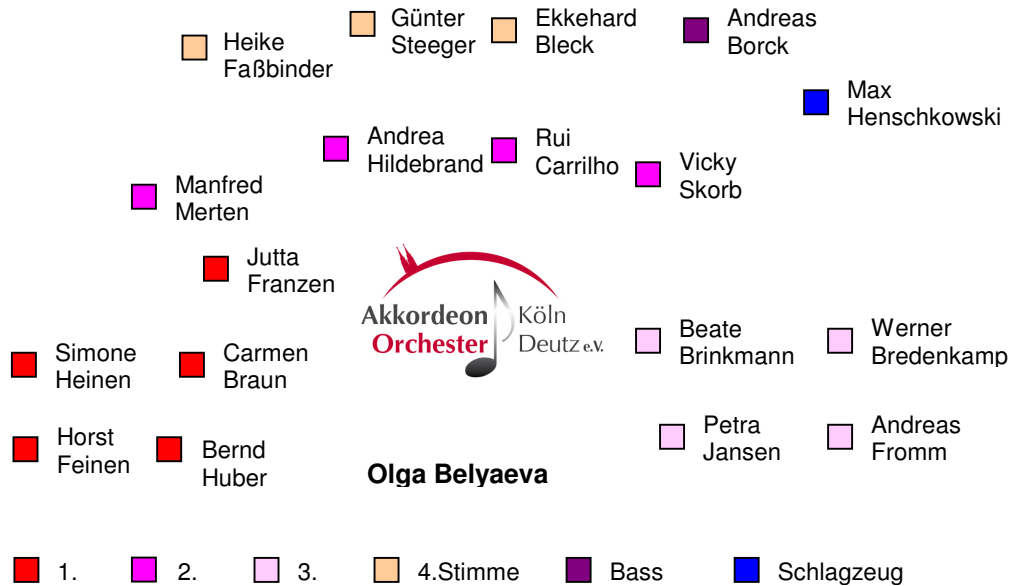 Heike
Faßbinder
Günter
Steeger
Ekkehard
Bleck
Andreas
Borck
Max
Henschkowski
Manfred
Merten
Andrea
Hildebrand
Rui
Carrilho
Vicky
Skorb
Jutta
Franzen
Akkordeon Köln
Orchester Deutz e.V.
Simone
Heinen
Carmen
Braun
Beate
Brinkmann
Werner
Bredenkamp
Horst
Feinen
Bernd
Huber
Olga Belyaeva
Petra
Jansen
Andreas
Fromm
1. 2. 3. 4.Stimme Bass Schlagzeug